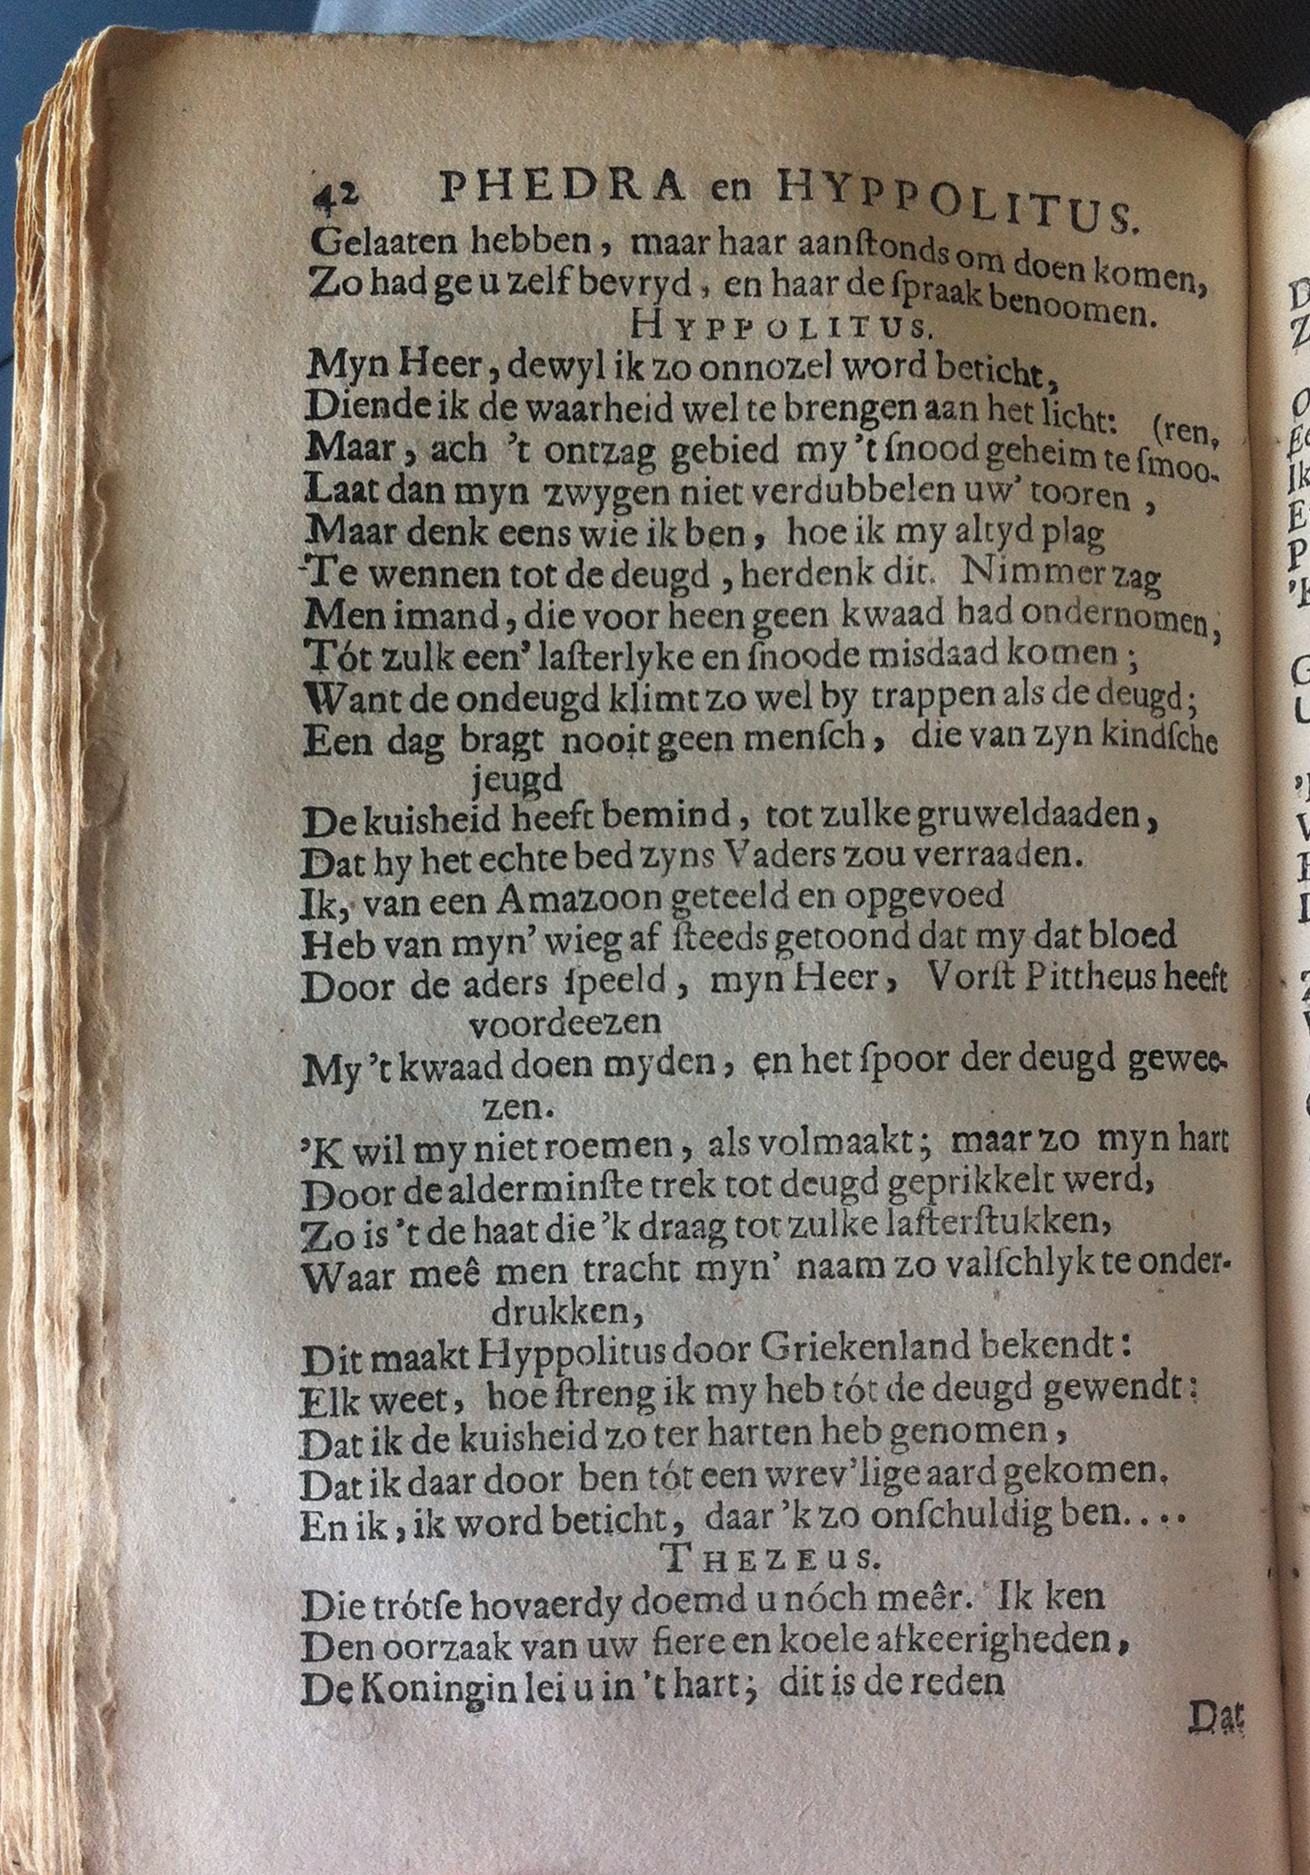 42 PHEDRA en HYPPOLITUS.
Gelaaten hebben, maar haar aanſtonds om doen komen,
Zo had ge u zelf bevryd, en haar de ſpraak benoomen.
HYPPOLITUS.
Myn Heer, dewyl ik zo onnozel word beticht,
Diende ik de waarheid wel te brengen aan het licht: (ren,
Maar, ach 't ontzag gebied my 't ſnood geheim te ſmoo-
Laat dan myn zwygen niet verdubbelen uw' tooren,
Maar denk eens wie ik ben, hoe ik my altyd plag
Te wennen tot de deugd, herdenk dit. Nimmer zag
Men imand, die voor heen geen kwaad had ondernomen,
Tót zulk een' laſterlyke en ſnoode misdaad komen;
Want de ondeugd klimt zo wel by trappen als de deugd;
Een dag bragt nooit geen menſch, die van zyn kindſche
jeugd
De kuisheid heeft bemind, tot zulke gruweldaaden,
Dat hy het echte bed zyns Vaders zou verraaden.
Ik, van een Amazoon geteeld en opgevoed
Heb van myn' wieg af ſteeds getoond dat my dat bloed
Door de aders ſpeeld, myn Heer, Vorſt Pittheus heeft
voordeezen
My 't kwaad doen myden, en het ſpoor der deugd gewee-
zen.
'K wil my niet roemen, als volmaakt; maar zo myn hart
Door de alderminſte trek tot deugd geprikkelt werd,
Zo is 't de haat die 'k draag tot zulke laſterſtukken,
Waar meê men tracht myn' naam zo valſchlyk te onder-
drukken,
Dit maakt Hyppolitus door Griekenland bekendt:
Elk weet, hoe ſtreng ik my heb tót de deugd gewendt:
Dat ik de kuisheid zo ter harten heb genomen,
Dat ik daar door ben tót een wrev'lige aard gekomen.
En ik, ik word beticht, daar 'k zo onſchuldig ben....
THEZEUS.
Die trótſe hovaerdy doemd u nóch meêr. Ik ken
Den oorzaak van uw fiere en koele afkeerigheden,
De Koningin lei u in 't hart; dit is de reden
Dat